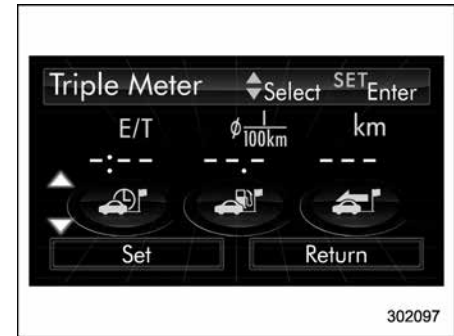 Triple Meter Select SET Enter
E/T ϕ l/100km km
-:-- --.- ---
Set Return
302097